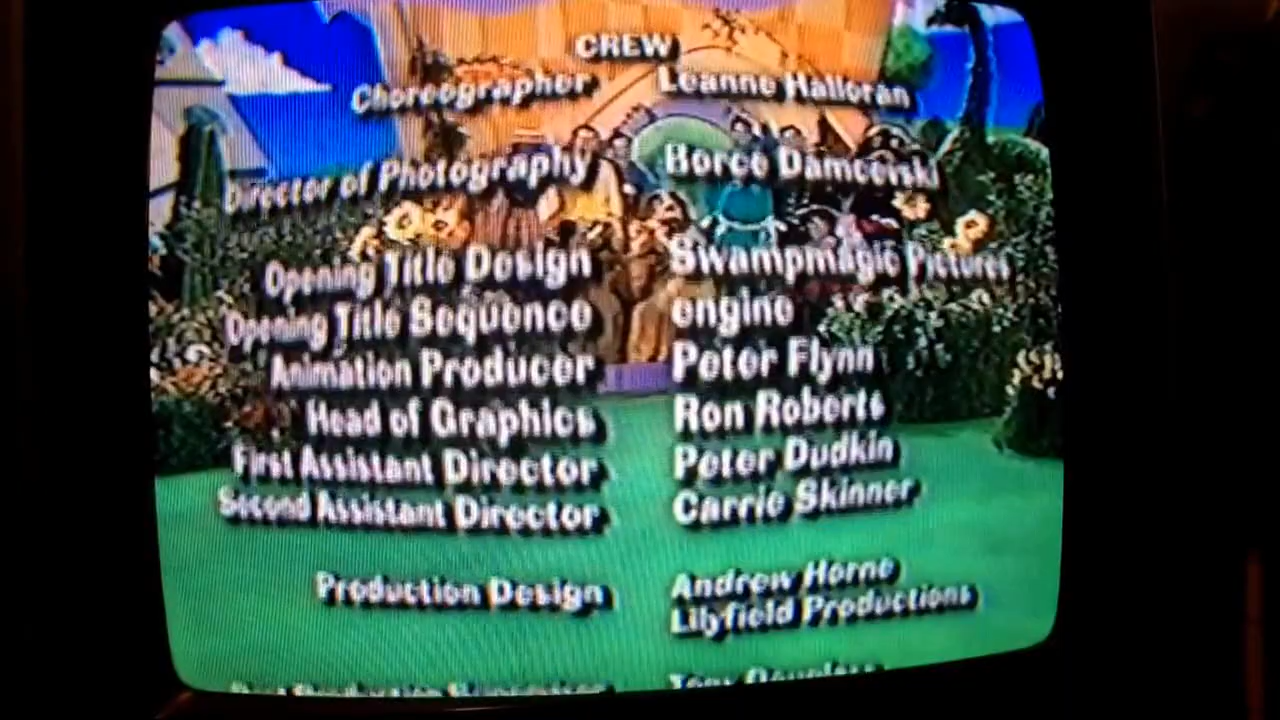 CREW
Choreographer Leanne Halloran
Director of Photography Borce Damcevski
Opening Title Design Swampmagic Pictures
Opening Title Sequence engine
Animation Producer Peter Flynn
Head of Graphics Ron Roberts
First Assistant Director Peter Dudkin
Second Assistant Director Carrie Skinner
Production Design Andrew Horne
Lilyfield Productions